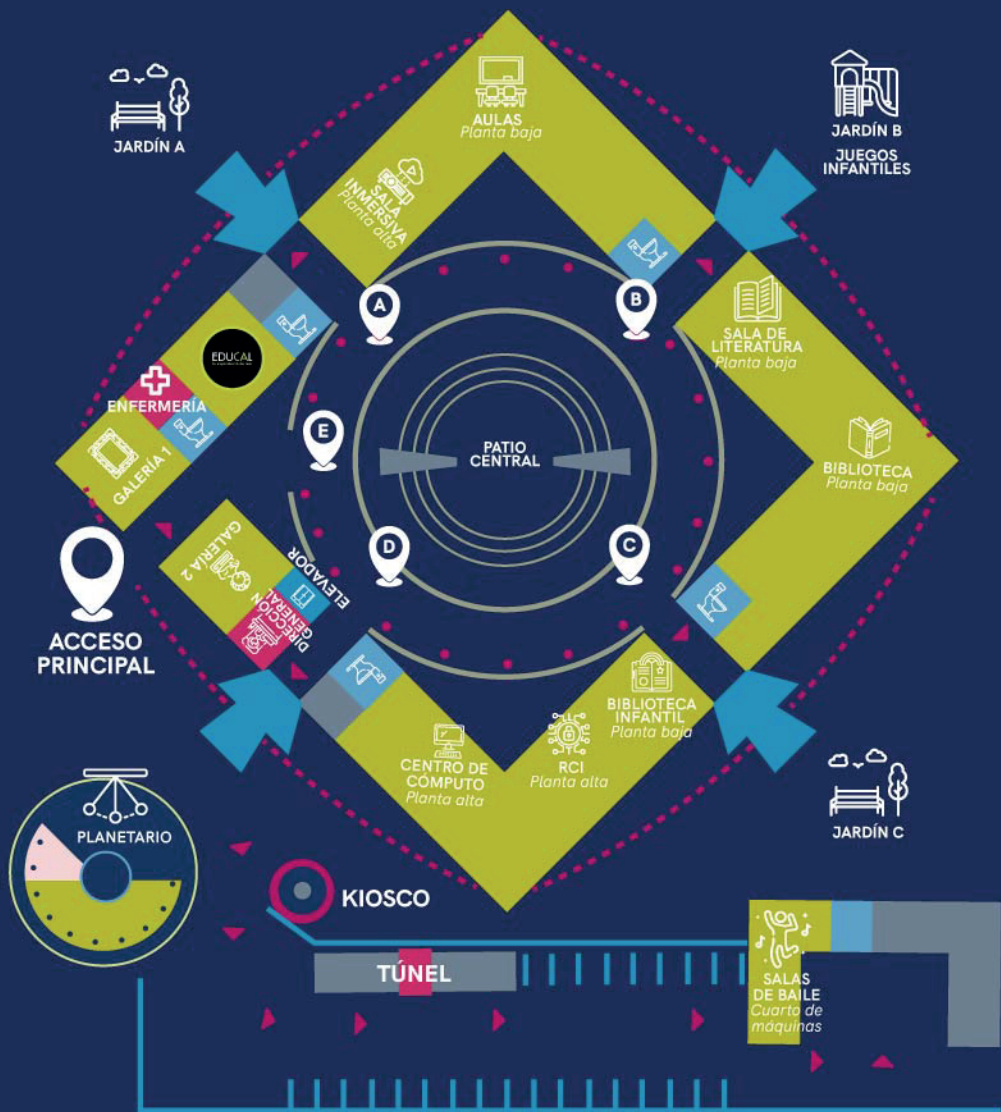 JARDÍN A
JARDÍN B
JUEGOS
INFANTILES
AULAS
Planta baja
SALA
INMERSIVA
Planta alta
A
B
SALA DE
LITERATURA
Planta baja
EDUCAL
ENFERMERÍA
GALERÍA 1
E
PATIO
CENTRAL
BIBLIOTECA
Planta baja
D
C
GALERÍA 2
ELEVADOR
DIRECCIÓN
GENERAL
ACCESO
PRINCIPAL
BIBLIOTECA
INFANTIL
Planta baja
RCI
Planta alta
CENTRO DE
CÓMPUTO
Planta alta
JARDÍN C
PLANETARIO
KIOSCO
TÚNEL
SALAS
DE BAILE
Cuarto de
máquinas